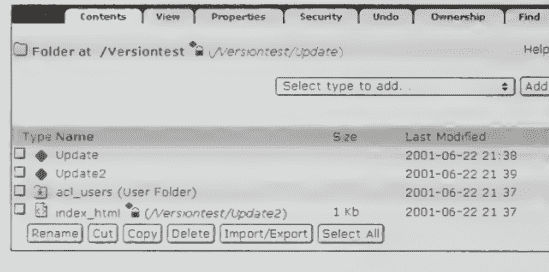 Contents View Properties Security Undo Ownership Find
Folder at /Versiontest (/Versiontest/Update)
Help
Select type to add.. Add
Type Name Size Last Modified
Update 2001-06-22 21:38
Update2 2001-06-22 21 39
acl_users (User Folder) 2001-06-22 21 37
index_html (/Versiontest/Update2) 1 Kb 2001-06-22 21 37
Rename Cut Copy Delete Import/Export Select All